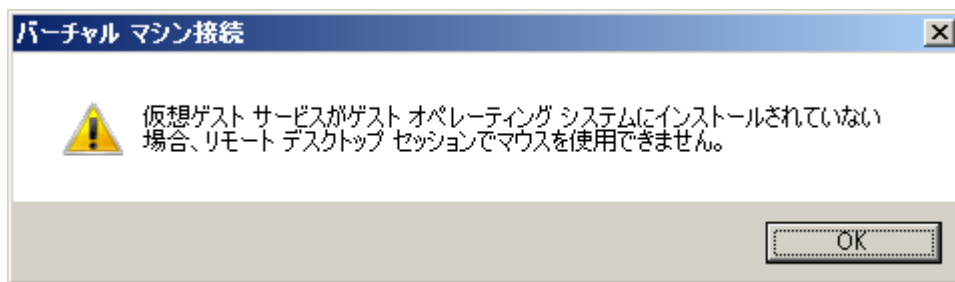 バーチャル マシン接続
仮想ゲスト サービスがゲスト オペレーティング システムにインストールされていない
場合、リモート デスクトップ セッションでマウスを使用できません。
OK